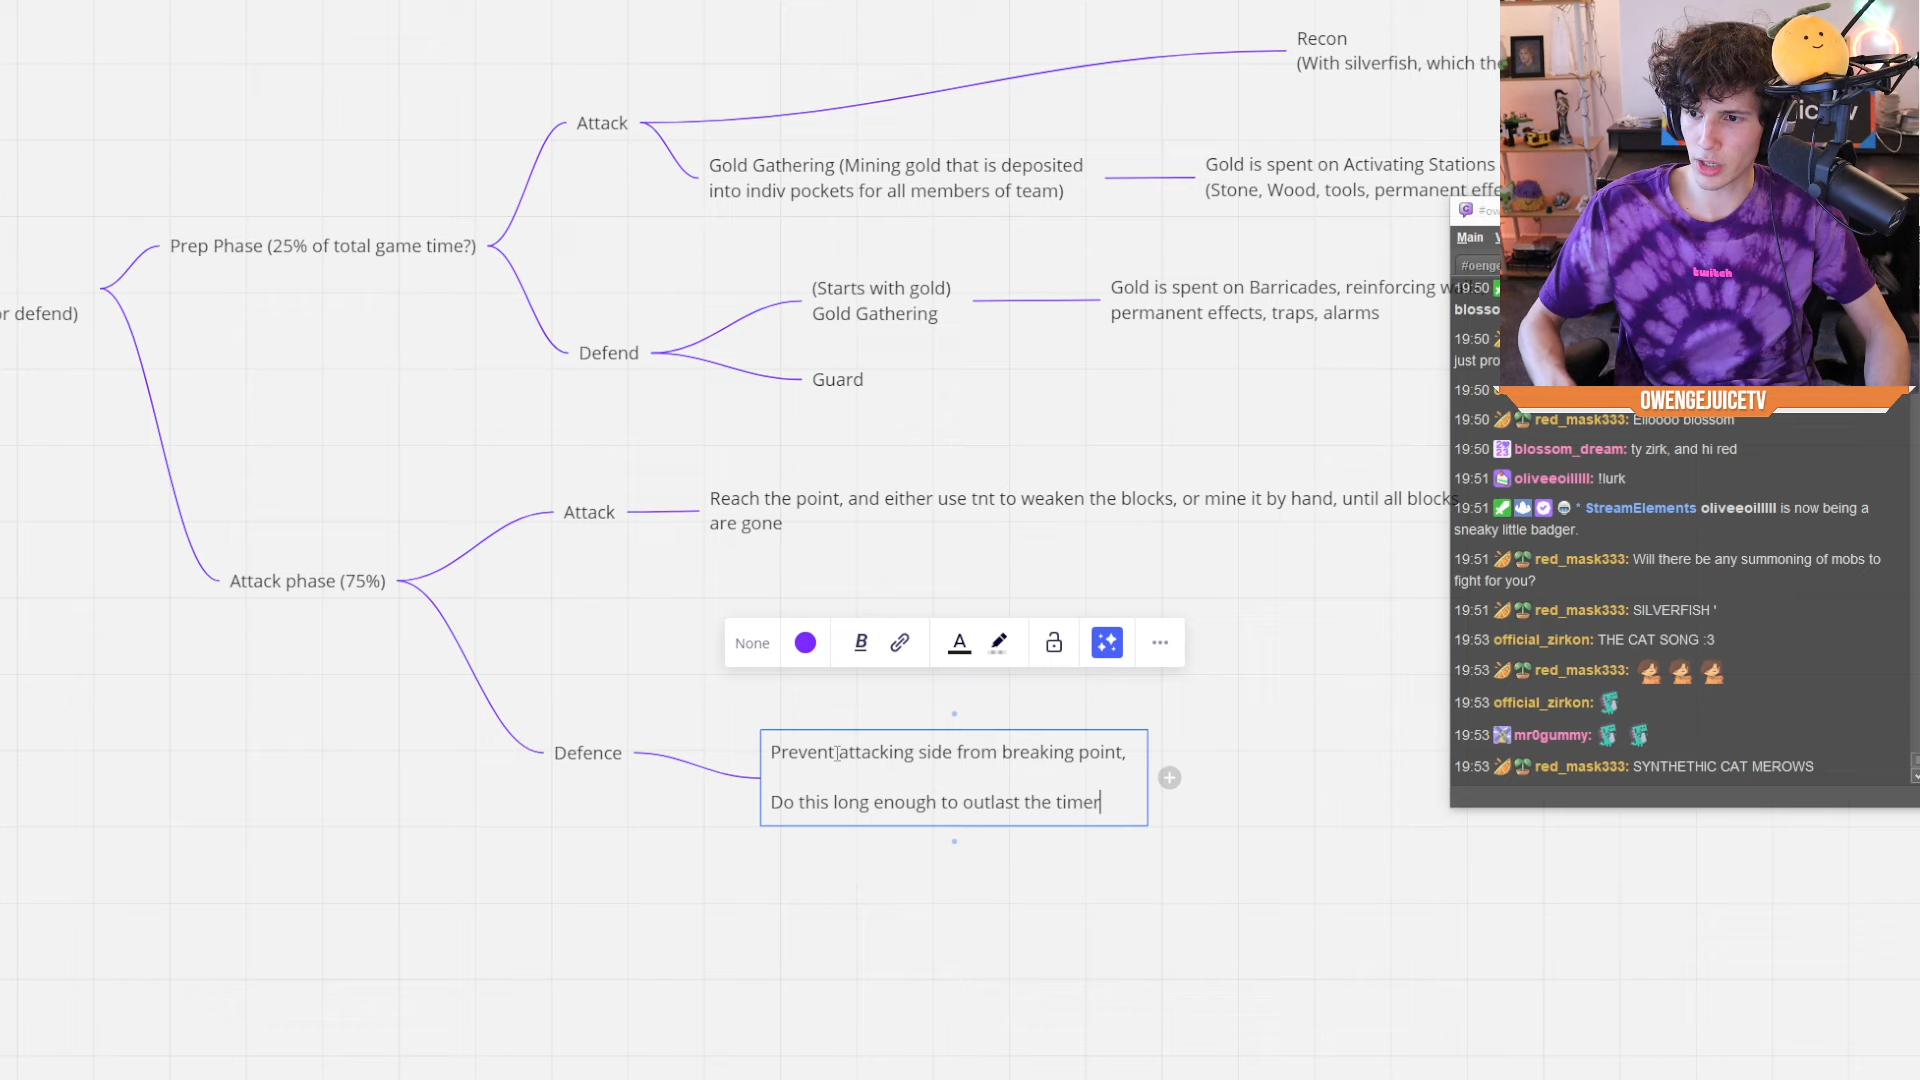 Recon
(With silverfish, which the
Attack
Gold Gathering (Mining gold that is deposited
into indiv pockets for all members of team)
Gold is spent on Activating Stations
(Stone, Wood, tools, permanent effe
Prep Phase (25% of total game time?)
(Starts with gold)
Gold Gathering
Gold is spent on Barricades, reinforcing w
permanent effects, traps, alarms
or defend)
Defend
Guard
Attack
Reach the point, and either use tnt to weaken the blocks, or mine it by hand, until all blocks
are gone
Attack phase (75%)
None
B
A
Defence
Prevent attacking side from breaking point,
Do this long enough to outlast the timer
twitch
OWENGEJUICETV
#ow
Main
#oenge
19:50
blosso
19:50
just pro
19:50
19:50 red_mask333: Elloooo blossom
19:50 blossom_dream: ty zirk, and hi red
19:51 oliveeoilllll: !lurk
19:51 * StreamElements oliveeoilllll is now being a
sneaky little badger.
19:51 red_mask333: Will there be any summoning of mobs to
fight for you?
19:51 red_mask333: SILVERFISH '
19:53 official_zirkon: THE CAT SONG :3
19:53 red_mask333:
19:53 official_zirkon:
19:53 mr0gummy:
19:53 red_mask333: SYNTHETHIC CAT MEROWS